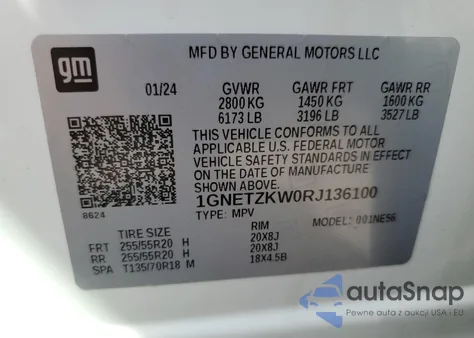 gm
MFD BY GENERAL MOTORS LLC
01/24 GVWR GAWR FRT GAWR RR
2800 KG 1450 KG 1600 KG
6173 LB 3196 LB 3527 LB
THIS VEHICLE CONFORMS TO ALL
APPLICABLE U.S. FEDERAL MOTOR
VEHICLE SAFETY STANDARDS IN EFFECT
ON THE DATE OF MANUFACTURE SHOWN ABOVE.
1GNETZKW0RJ136100
8624
TYPE: MPV MODEL: 001NE56
TIRE SIZE RIM
FRT 255/55R20 H 20X8J
RR 255/55R20 H 20X8J
SPA T135/70R18 M 18X4.5B
autoSnap
Pewne auta z aukcji USA i EU